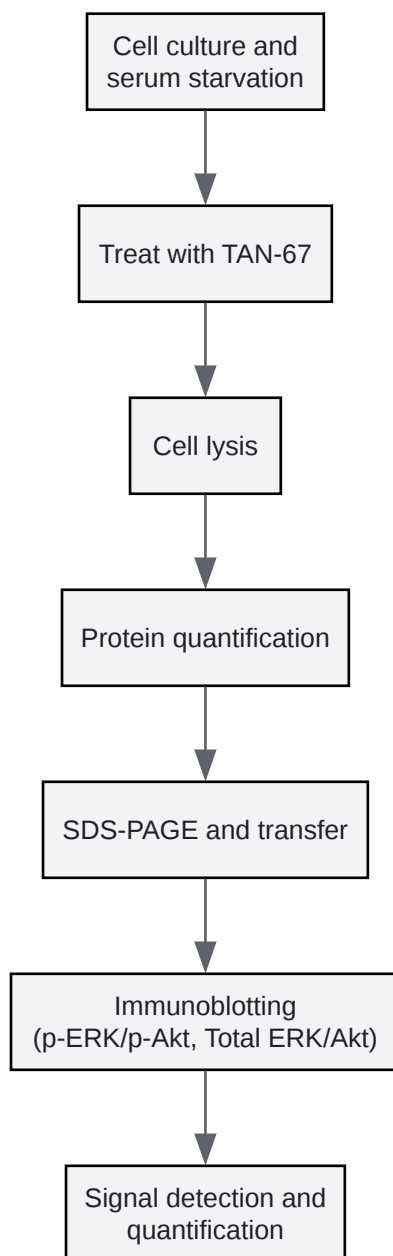 Cell culture and
serum starvation
Treat with TAN-67
Cell lysis
Protein quantification
SDS-PAGE and transfer
Immunoblotting
(p-ERK/p-Akt, Total ERK/Akt)
Signal detection and
quantification